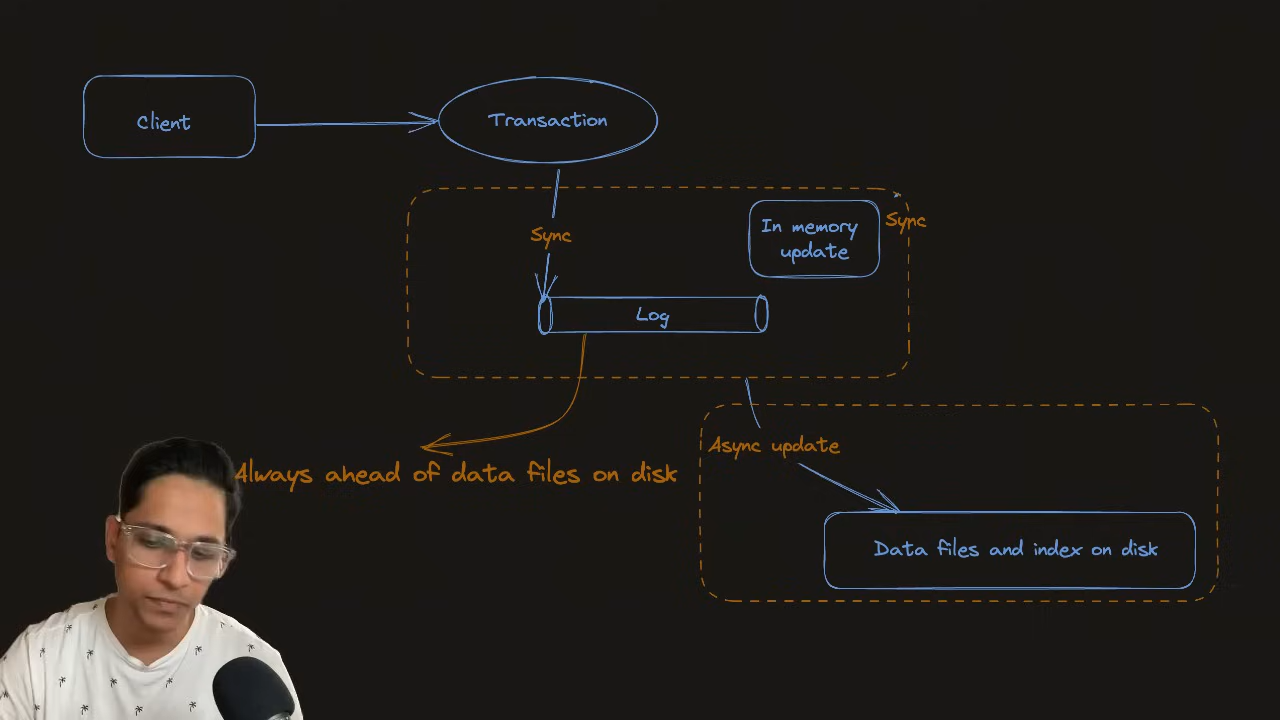 Client
Transaction
In memory
update
Sync
Sync
Log
Async update
Always ahead of data files on disk
Data files and index on disk